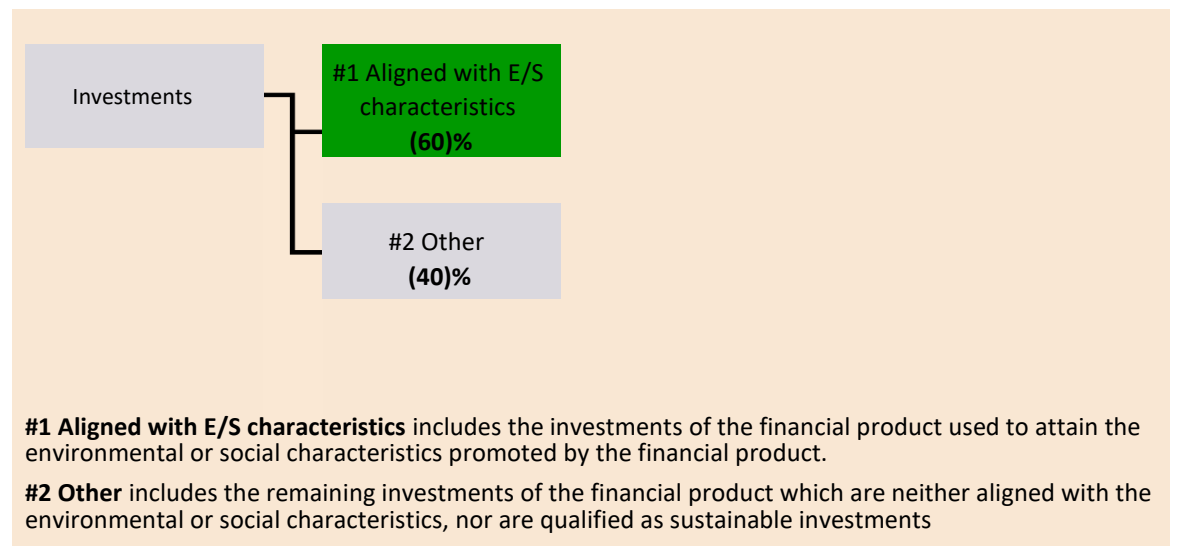 Investments
#1 Aligned with E/S
characteristics
(60)%
#2 Other
(40)%
#1 Aligned with E/S characteristics includes the investments of the financial product used to attain the
environmental or social characteristics promoted by the financial product.
#2 Other includes the remaining investments of the financial product which are neither aligned with the
environmental or social characteristics, nor are qualified as sustainable investments